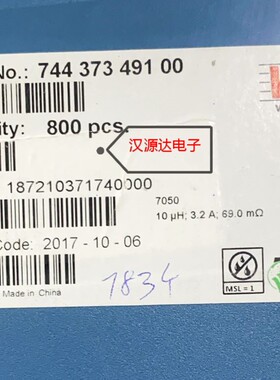 No.: 744 373 491 00
ity: 800 pcs.
汉源达电子
187210371740000
7050
10 µH; 3.2 A; 69.0 mΩ
Code: 2017 - 10 - 06
MSL = 1
Made in China
1834